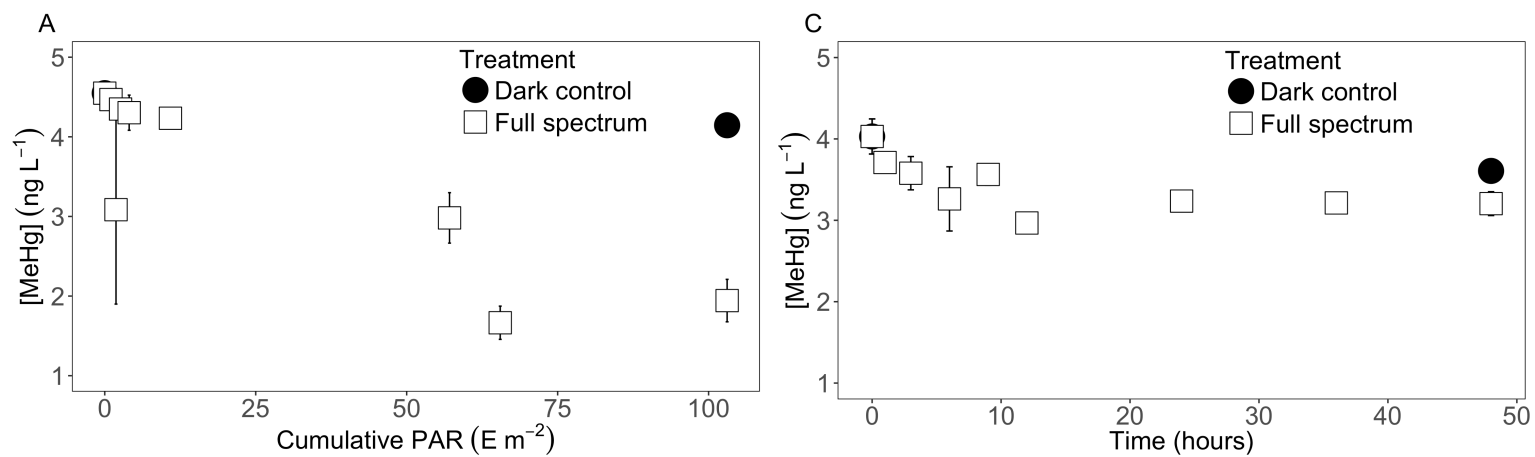 A
Treatment
Dark control
Full spectrum
[MeHg] (ng L⁻¹)
5
4
3
2
1
0 25 50 75 100
Cumulative PAR (E m⁻²)
C
Treatment
Dark control
Full spectrum
[MeHg] (ng L⁻¹)
5
4
3
2
1
0 10 20 30 40 50
Time (hours)